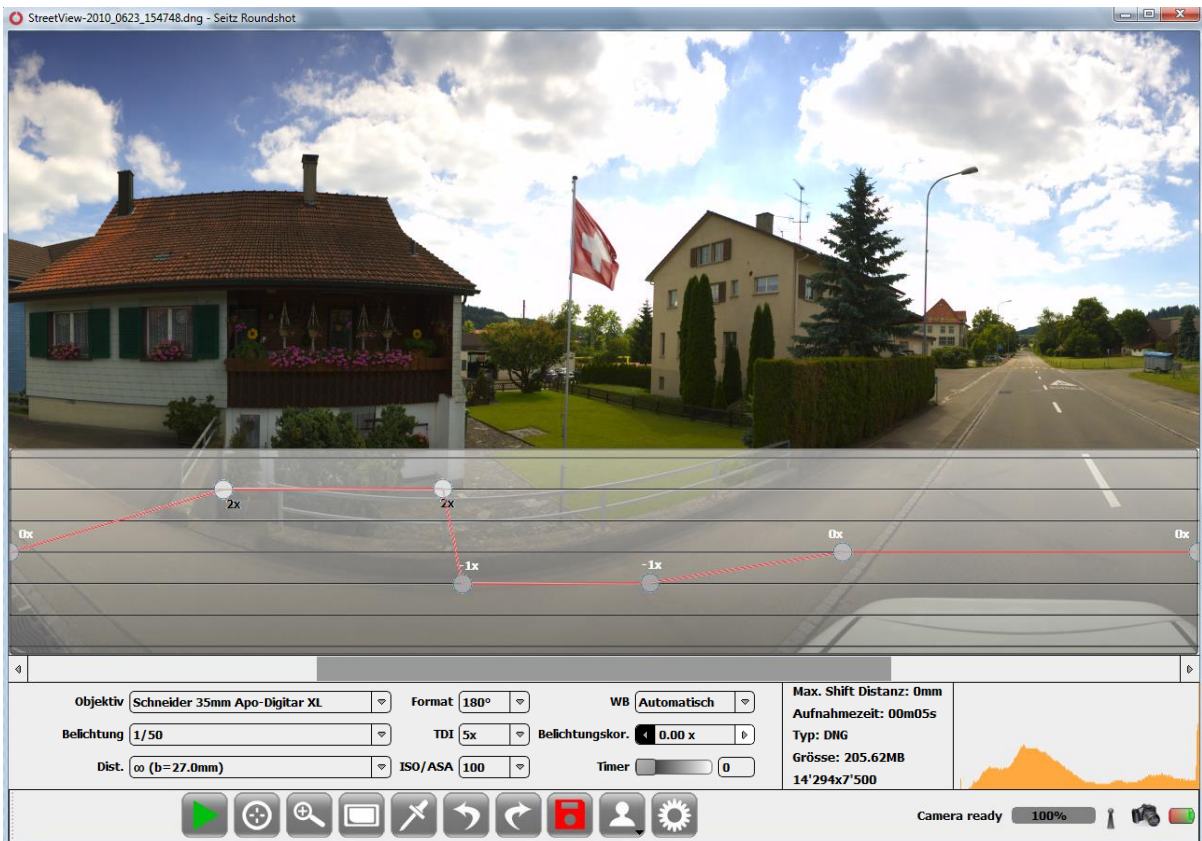 StreetView-2010_0623_154748.dng - Seitz Roundshot
2x
2x
0x
0x
0x
-1x
-1x
Objektiv Schneider 35mm Apo-Digitar XL Format 180° WB Automatisch
Belichtung 1/50 TDI 5x Belichtungskor. 0.00 x
Dist. ∞ (b=27.0mm) ISO/ASA 100 Timer 0
Max. Shift Distanz: 0mm
Aufnahmezeit: 00m05s
Typ: DNG
Grösse: 205.62MB
14'294x7'500
Camera ready 100%